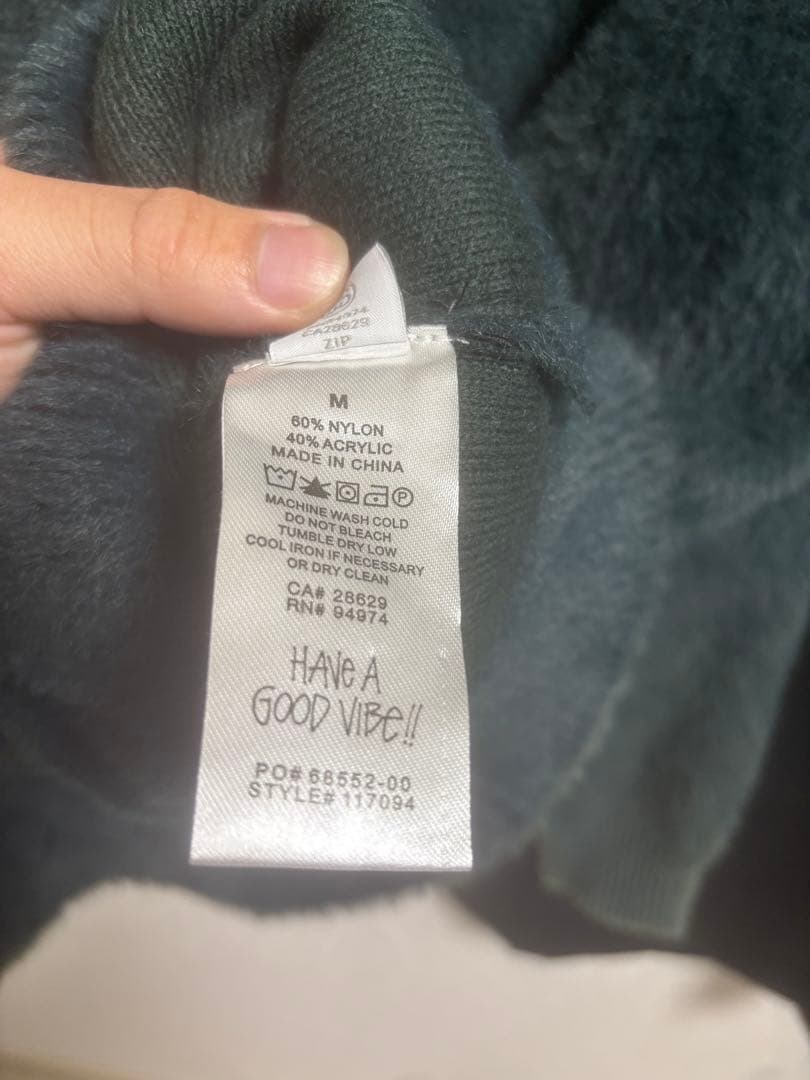 CA28629
ZIP
M
60% NYLON
40% ACRYLIC
MADE IN CHINA
P
MACHINE WASH COLD
DO NOT BLEACH
TUMBLE DRY LOW
COOL IRON IF NECESSARY
OR DRY CLEAN
CA# 28629
RN# 94974
HAVe A
GOOD VIBe!!
PO# 68552-00
STYLE# 117094